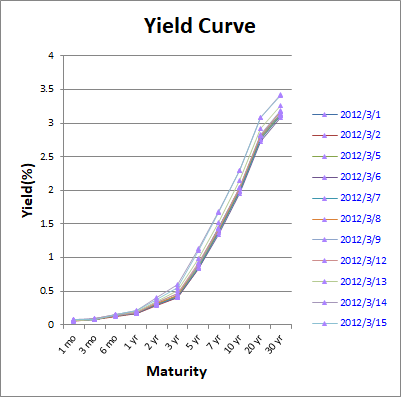 Yield Curve
4
3.5
3
2.5
2
1.5
1
0.5
0
Yield(%)
1 mo
3 mo
6 mo
1 yr
2 yr
3 yr
5 yr
7 yr
10 yr
20 yr
30 yr
Maturity
2012/3/1
2012/3/2
2012/3/5
2012/3/6
2012/3/7
2012/3/8
2012/3/9
2012/3/12
2012/3/13
2012/3/14
2012/3/15